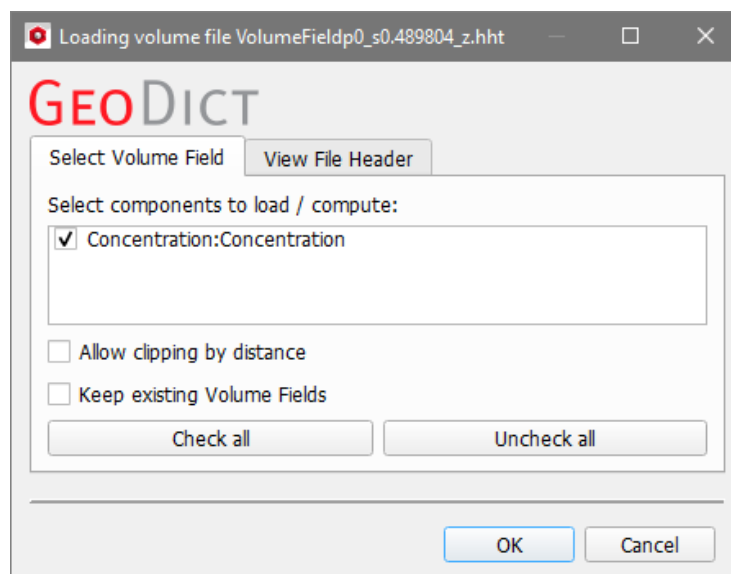 Loading volume file VolumeFieldp0_s0.489804_z.hht
GEODICT
Select Volume Field
View File Header
Select components to load / compute:
Concentration:Concentration
Allow clipping by distance
Keep existing Volume Fields
Check all
Uncheck all
OK
Cancel